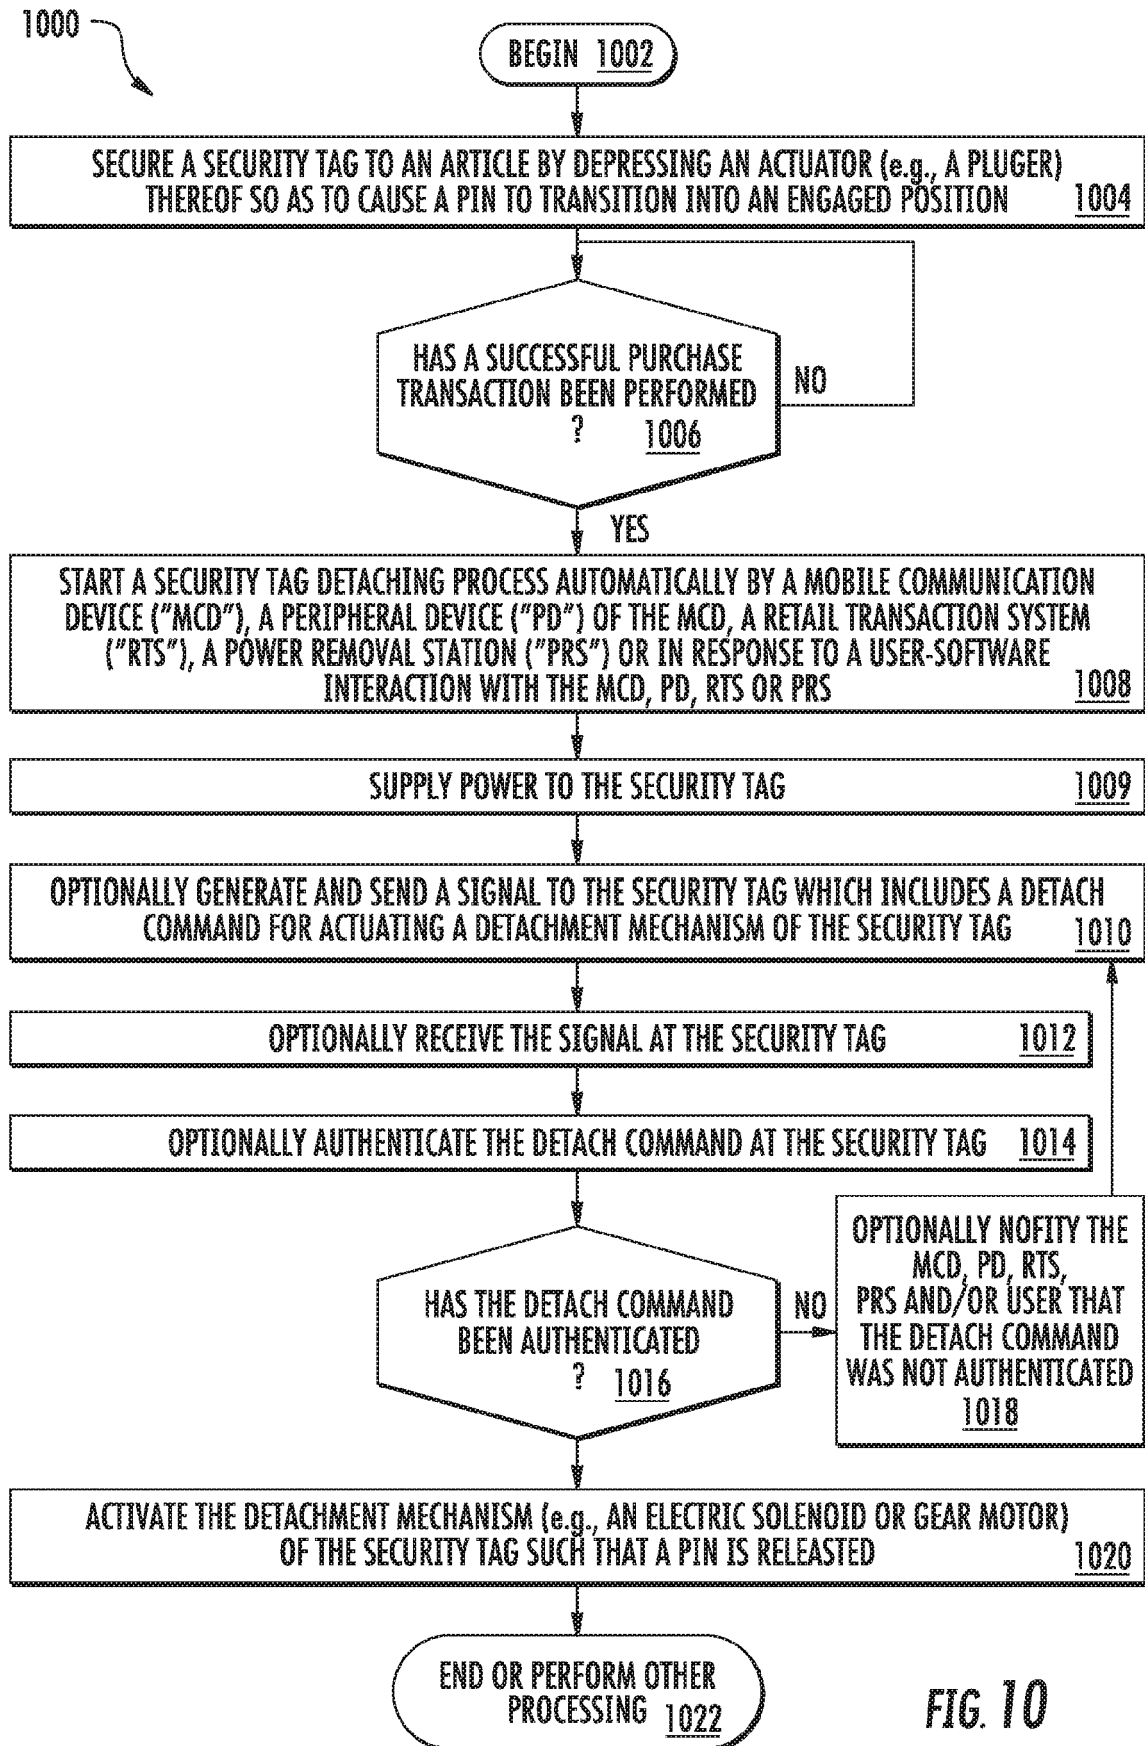 1000
BEGIN 1002
SECURE A SECURITY TAG TO AN ARTICLE BY DEPRESSING AN ACTUATOR (e.g., A PLUGER)
THEREOF SO AS TO CAUSE A PIN TO TRANSITION INTO AN ENGAGED POSITION 1004
HAS A SUCCESSFUL PURCHASE
TRANSACTION BEEN PERFORMED
? 1006
NO
YES
START A SECURITY TAG DETACHING PROCESS AUTOMATICALLY BY A MOBILE COMMUNICATION
DEVICE ("MCD"), A PERIPHERAL DEVICE ("PD") OF THE MCD, A RETAIL TRANSACTION SYSTEM
("RTS"), A POWER REMOVAL STATION ("PRS") OR IN RESPONSE TO A USER-SOFTWARE
INTERACTION WITH THE MCD, PD, RTS OR PRS 1008
SUPPLY POWER TO THE SECURITY TAG 1009
OPTIONALLY GENERATE AND SEND A SIGNAL TO THE SECURITY TAG WHICH INCLUDES A DETACH
COMMAND FOR ACTUATING A DETACHMENT MECHANISM OF THE SECURITY TAG 1010
OPTIONALLY RECEIVE THE SIGNAL AT THE SECURITY TAG 1012
OPTIONALLY AUTHENTICATE THE DETACH COMMAND AT THE SECURITY TAG 1014
HAS THE DETACH COMMAND
BEEN AUTHENTICATED
? 1016
NO
OPTIONALLY NOFITY THE
MCD, PD, RTS,
PRS AND/OR USER THAT
THE DETACH COMMAND
WAS NOT AUTHENTICATED
1018
ACTIVATE THE DETACHMENT MECHANISM (e.g., AN ELECTRIC SOLENOID OR GEAR MOTOR)
OF THE SECURITY TAG SUCH THAT A PIN IS RELEASTED 1020
END OR PERFORM OTHER
PROCESSING 1022
FIG. 10